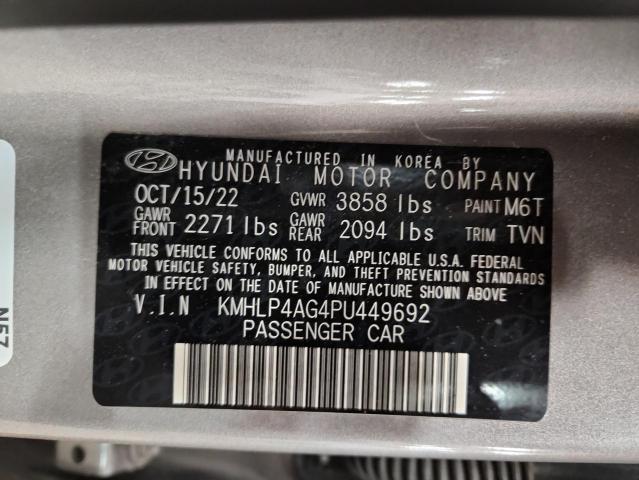 MANUFACTURED IN KOREA BY
HYUNDAI MOTOR COMPANY
OCT/15/22 GVWR 3858 lbs PAINT M6T
GAWR FRONT 2271 lbs GAWR REAR 2094 lbs TRIM TVN
THIS VEHICLE CONFORMS TO ALL APPLICABLE U.S.A. FEDERAL
MOTOR VEHICLE SAFETY, BUMPER, AND THEFT PREVENTION STANDARDS
IN EFFECT ON THE DATE OF MANUFACTURE SHOWN ABOVE.
V.I.N KMHLP4AG4PU449692
PASSENGER CAR
N57